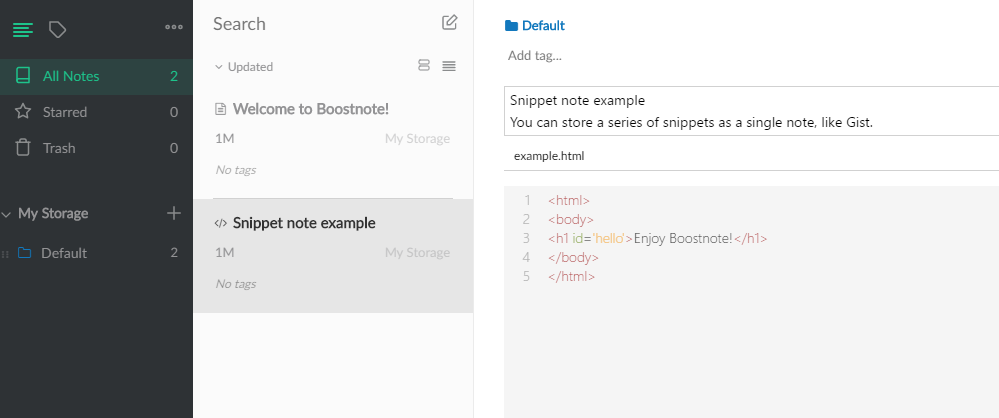 All Notes 2
Starred 0
Trash 0
My Storage
Default 2
Search
Updated
Welcome to Boostnote!
1M My Storage
No tags
Snippet note example
1M My Storage
No tags
Default
Add tag...
Snippet note example
You can store a series of snippets as a single note, like Gist.
example.html
1 <html>
2 <body>
3 <h1 id='hello'>Enjoy Boostnote!</h1>
4 </body>
5 </html>